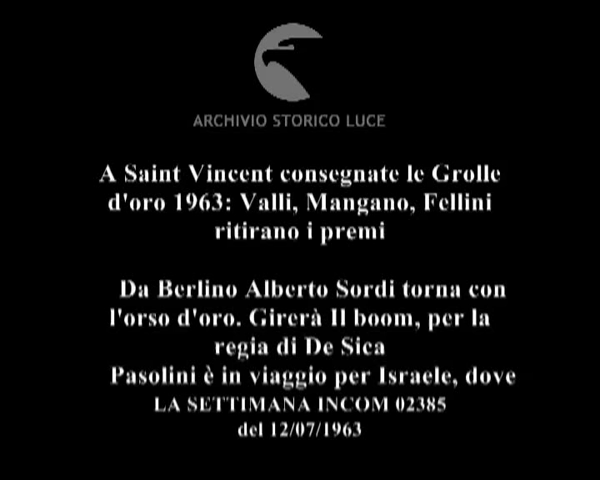 ARCHIVIO STORICO LUCE
A Saint Vincent consegnate le Grolle
d'oro 1963: Valli, Mangano, Fellini
ritirano i premi
Da Berlino Alberto Sordi torna con
l'orso d'oro. Girerà Il boom, per la
regia di De Sica
Pasolini è in viaggio per Israele, dove
LA SETTIMANA INCOM 02385
del 12/07/1963